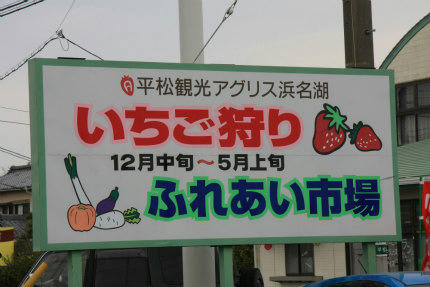 平松観光アグリス浜名湖
いちご狩り
12月中旬～5月上旬
ふれあい市場